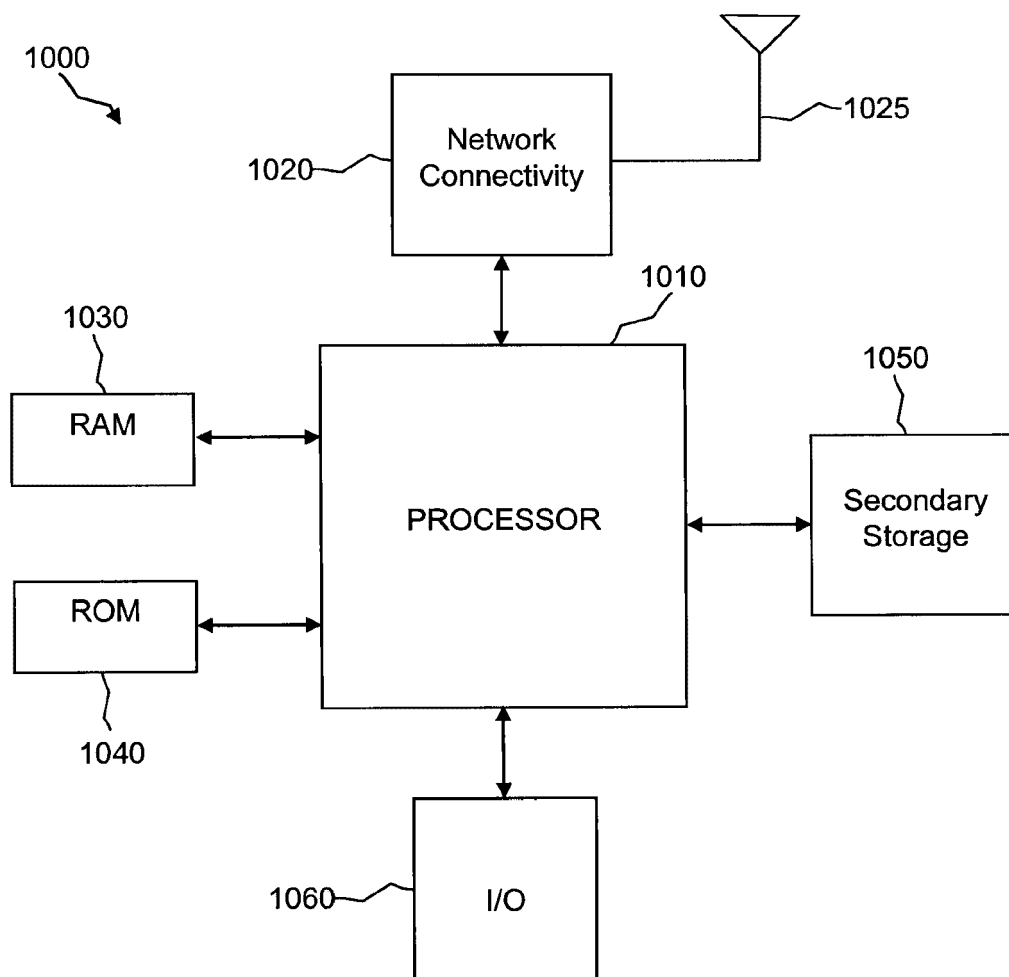 1000
1025
Network
Connectivity
1020
1010
1030
1050
RAM
PROCESSOR
Secondary
Storage
ROM
1040
1060
I/O